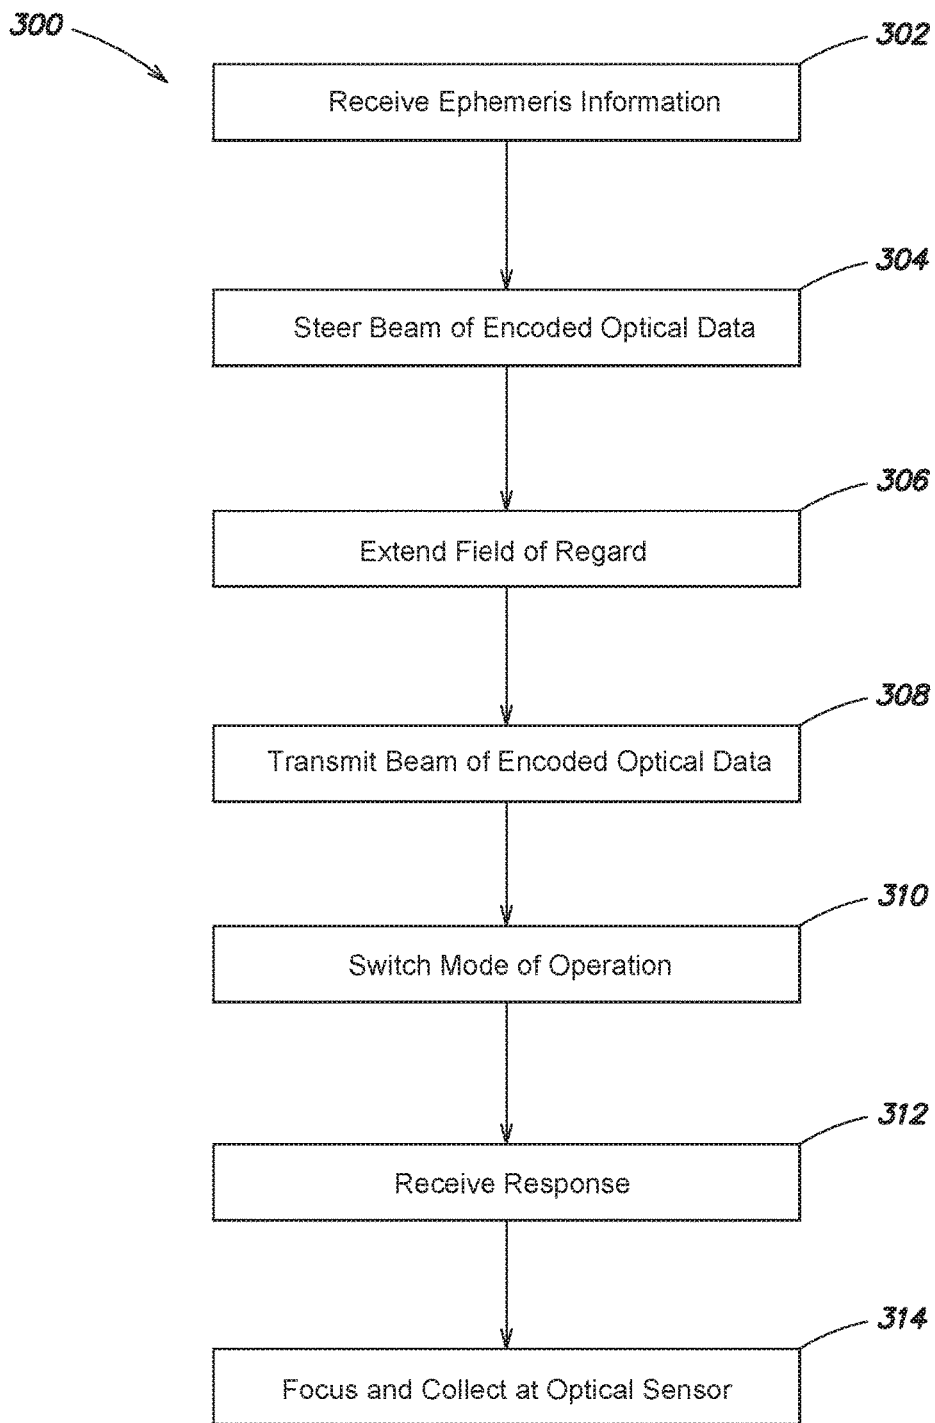 300
302
Receive Ephemeris Information
304
Steer Beam of Encoded Optical Data
306
Extend Field of Regard
308
Transmit Beam of Encoded Optical Data
310
Switch Mode of Operation
312
Receive Response
314
Focus and Collect at Optical Sensor